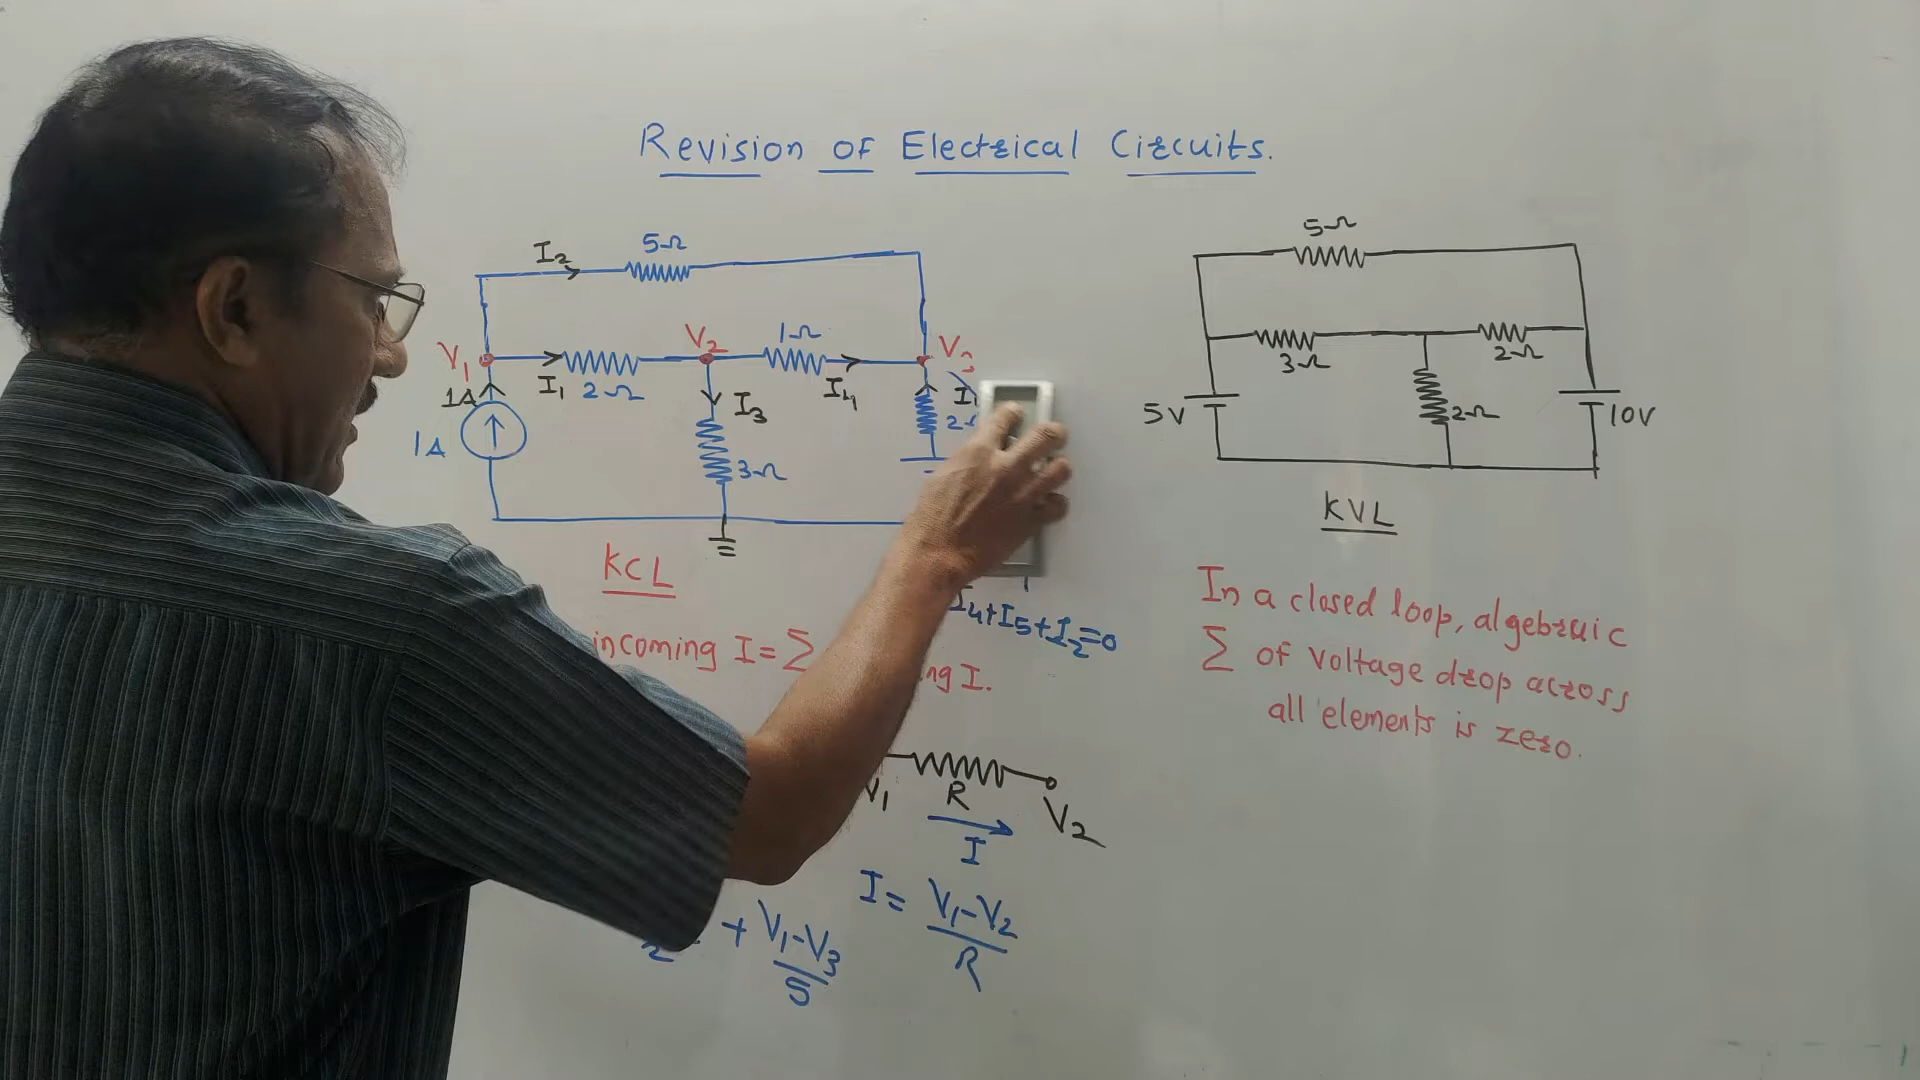 Revision of Electrical Circuits.
I2
5Ω
V1
I1
2Ω
V2
1Ω
I4
V3
1A
1A
I3
3Ω
KCL
incoming I = Σ
ng I.
I4+I5+I2=0
V1
R
V2
I
I = V1-V2
R
+ V1-V3
5
2
5Ω
3Ω
2Ω
5V
2Ω
10V
KVL
In a closed loop, algebraic
Σ of voltage drop across
all elements is zero.